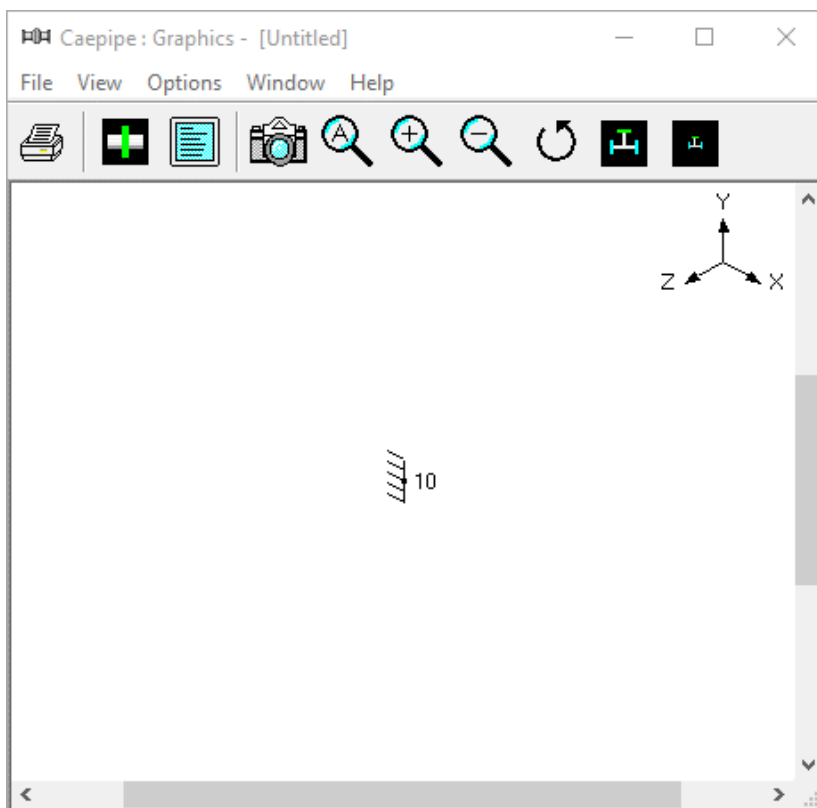 Caepipe : Graphics - [Untitled]
File View Options Window Help
A
Y
Z X
10